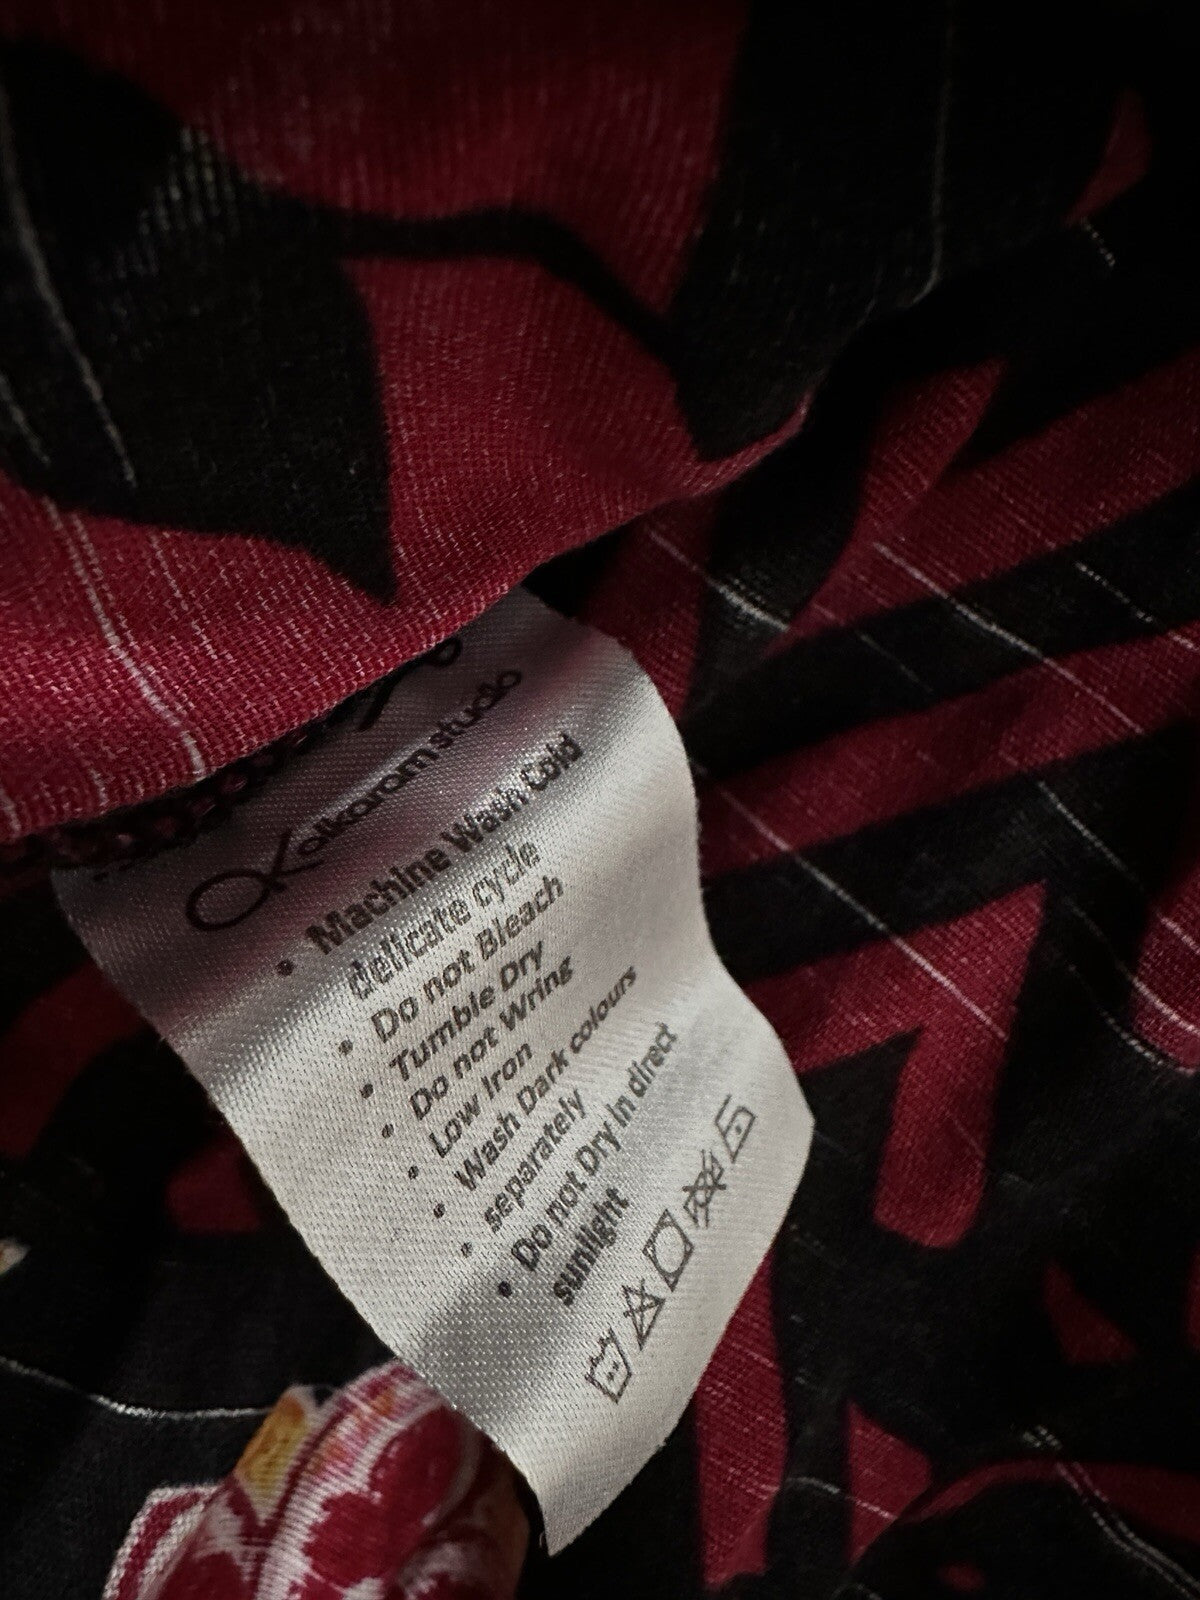 Kalkaram studio
• Machine Wash Cold
delicate cycle
• Do not Bleach
• Tumble Dry
• Do not Wring
• Low Iron
• Wash Dark colours
• separately
• Do not Dry In direct
sunlight